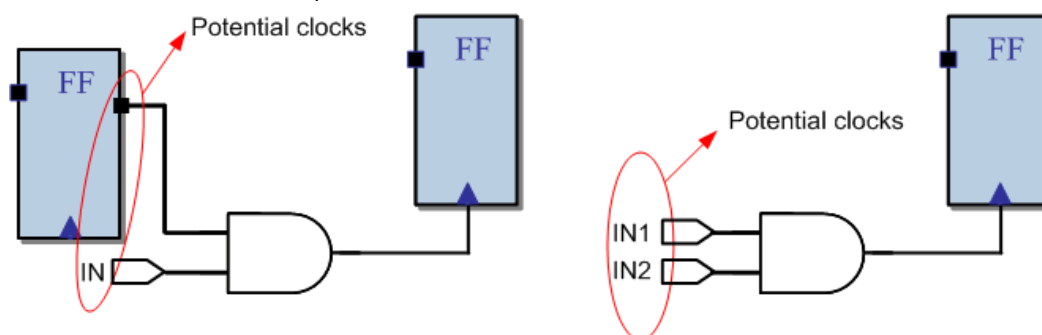 Potential clocks
FF
FF
IN
FF
Potential clocks
IN1
IN2